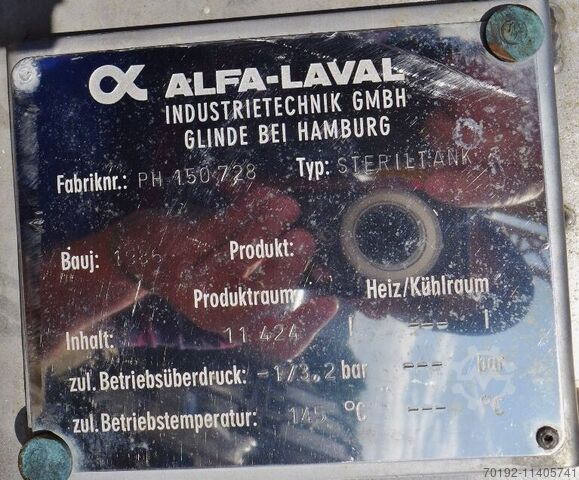 ALFA-LAVAL
INDUSTRIETECHNIK GMBH
GLINDE BEI HAMBURG
Fabriknr.: PH 150 728 Typ: STERILTANK
Bauj: 1986 Produkt:
Produktraum Heiz/Kühlraum
Inhalt: 11 424 l --- l
zul. Betriebsüberdruck: -1/3,2 bar --- bar
zul. Betriebstemperatur: 145 °C --- °C
70192-11405741